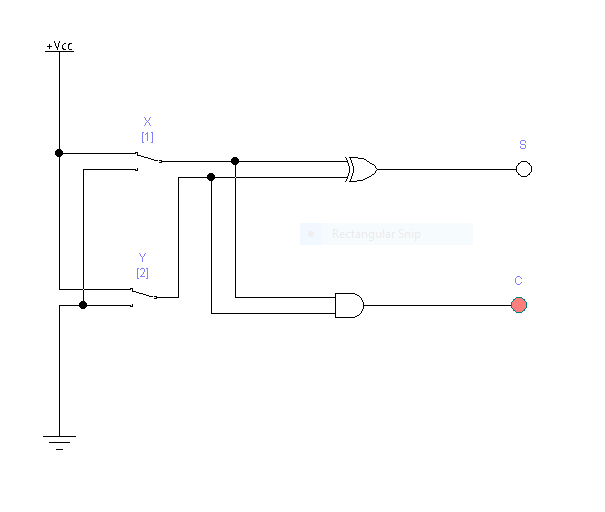 +Vcc
X
[1]
S
Rectangular Snip
Y
[2]
C